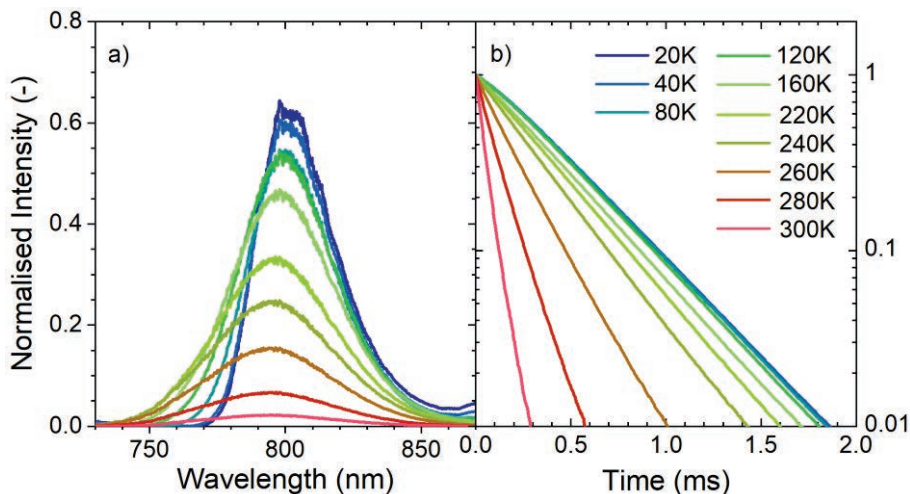 a)
Normalised Intensity (-)
0.8
0.6
0.4
0.2
0.0
750
800
850
Wavelength (nm)
b)
20K
40K
80K
120K
160K
220K
240K
260K
280K
300K
1
0.1
0.01
0.0
0.5
1.0
1.5
2.0
Time (ms)